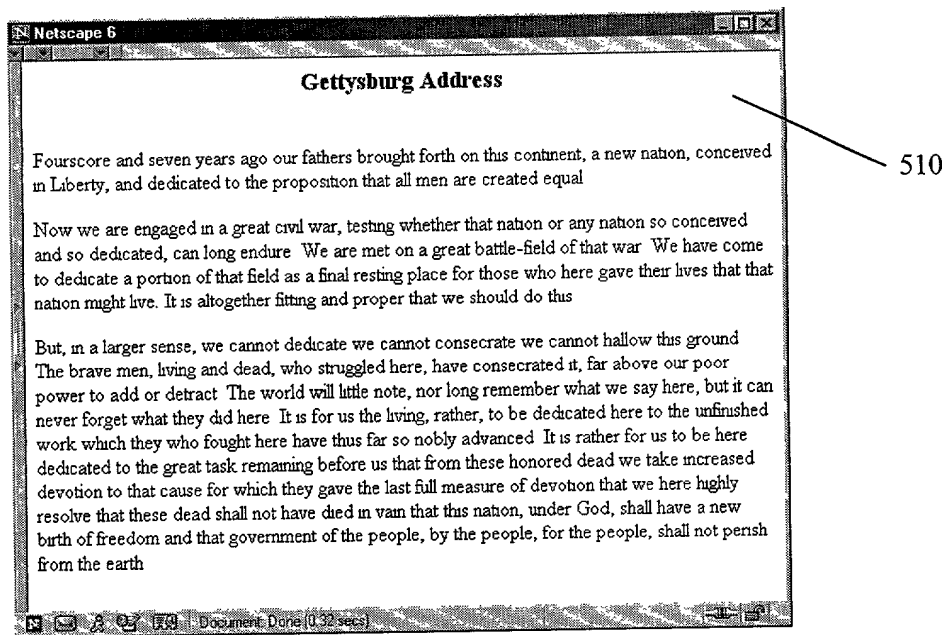 Netscape 6
Gettysburg Address
510
Fourscore and seven years ago our fathers brought forth on this continent, a new nation, conceived
in Liberty, and dedicated to the proposition that all men are created equal
Now we are engaged in a great civil war, testing whether that nation or any nation so conceived
and so dedicated, can long endure We are met on a great battle-field of that war We have come
to dedicate a portion of that field as a final resting place for those who here gave their lives that that
nation might live. It is altogether fitting and proper that we should do this
But, in a larger sense, we cannot dedicate we cannot consecrate we cannot hallow this ground
The brave men, living and dead, who struggled here, have consecrated it, far above our poor
power to add or detract The world will little note, nor long remember what we say here, but it can
never forget what they did here It is for us the living, rather, to be dedicated here to the unfinished
work which they who fought here have thus far so nobly advanced It is rather for us to be here
dedicated to the great task remaining before us that from these honored dead we take increased
devotion to that cause for which they gave the last full measure of devotion that we here highly
resolve that these dead shall not have died in vain that this nation, under God, shall have a new
birth of freedom and that government of the people, by the people, for the people, shall not perish
from the earth
Document: Done (0.32 secs)